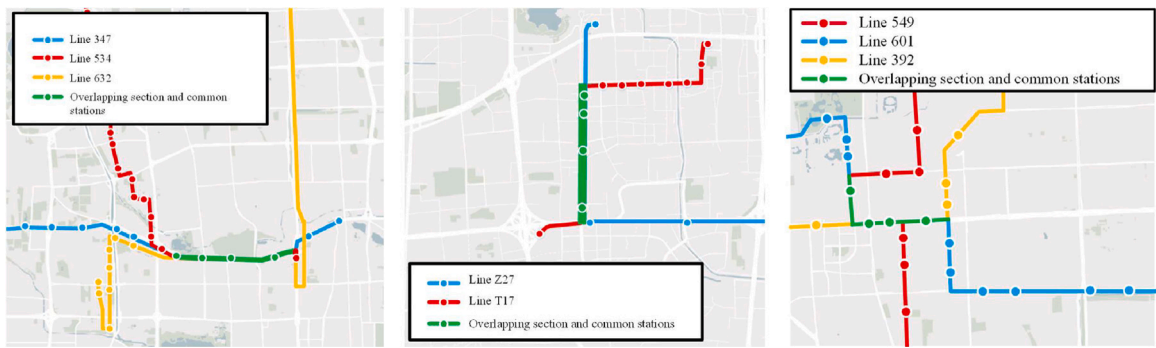 Line 347
Line 534
Line 632
Overlapping section and common
stations
Line Z27
Line T17
Overlapping section and common stations
Line 549
Line 601
Line 392
Overlapping section and common stations